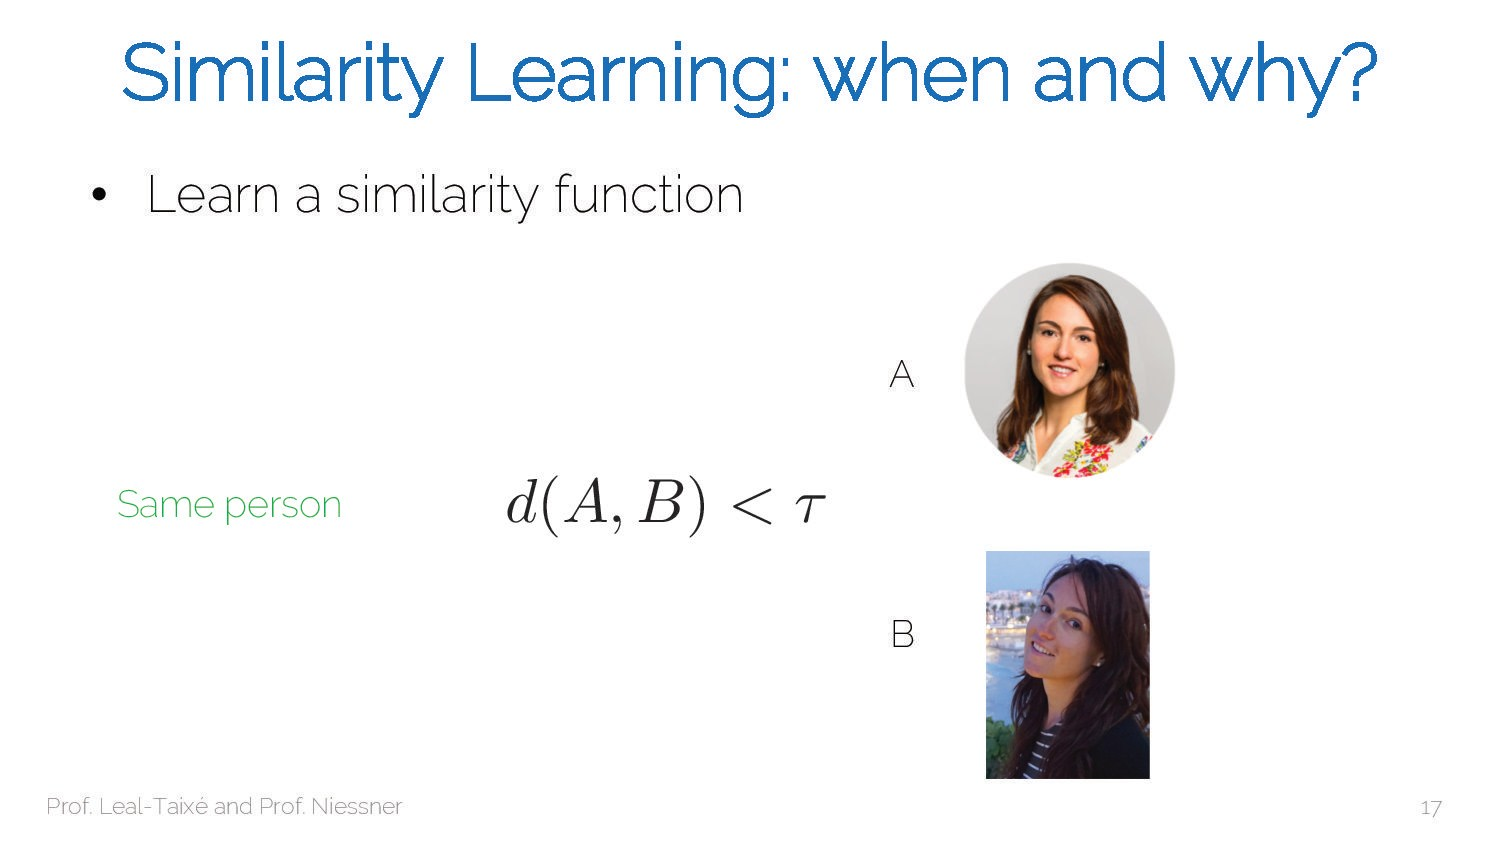 Similarity Learning: when and why?
• Learn a similarity function
A
Same person
d(A, B) < τ
B
Prof. Leal-Taixé and Prof. Niessner
17